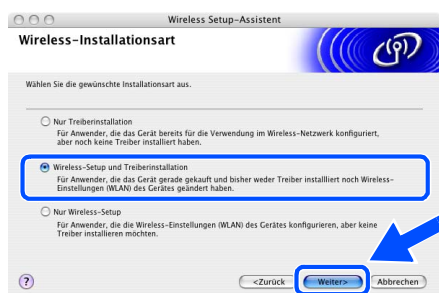 Wireless Setup-Assistent
Wireless-Installationsart
Wählen Sie die gewünschte Installationsart aus.
Nur Treiberinstallation
Für Anwender, die das Gerät bereits für die Verwendung im Wireless-Netzwerk konfiguriert,
aber noch keine Treiber installiert haben.
Wireless-Setup und Treiberinstallation
Für Anwender, die das Gerät gerade gekauft und bisher weder Treiber installliert noch Wireless-
Einstellungen (WLAN) des Gerätes geändert haben.
Nur Wireless-Setup
Für Anwender, die die Wireless-Einstellungen (WLAN) des Gerätes konfigurieren, aber keine
Treiber installieren möchten.
? <Zurück Weiter> Abbrechen